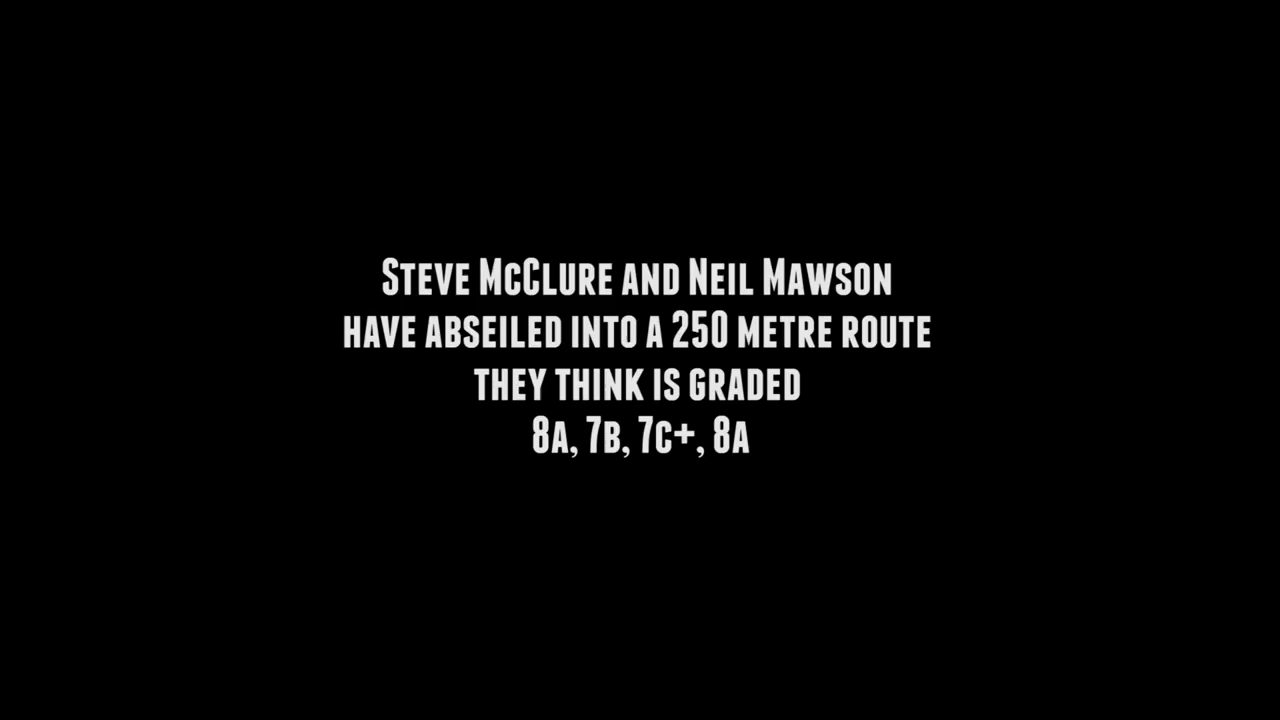 Steve McClure and Neil Mawson
have abseiled into a 250 metre route
they think is graded
8a, 7b, 7c+, 8a